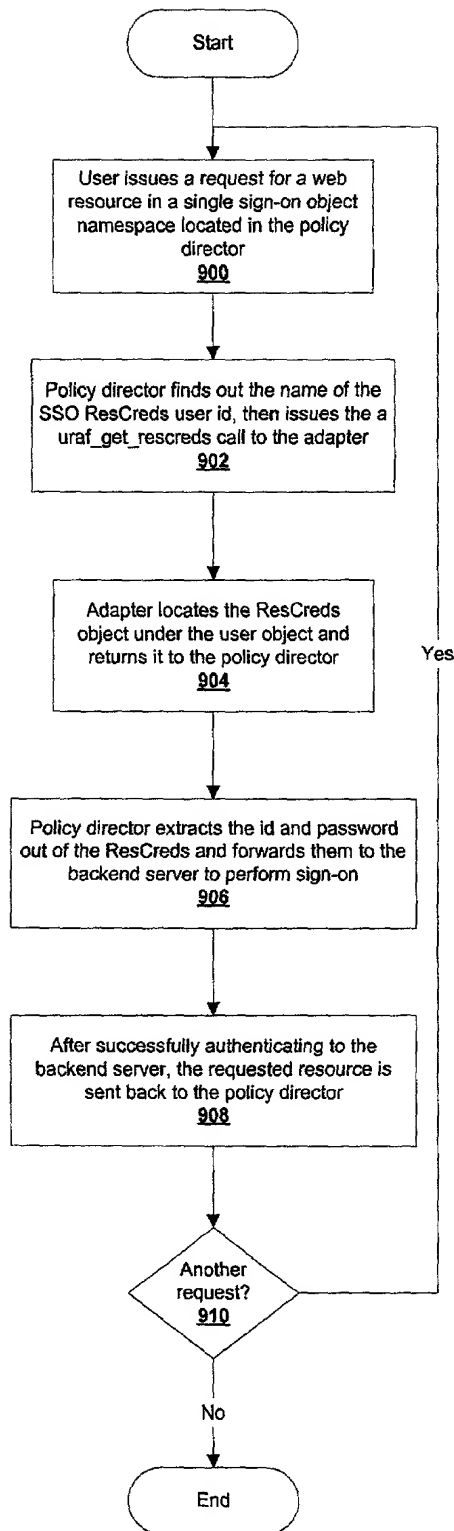 Start
User issues a request for a web
resource in a single sign-on object
namespace located in the policy
director
900
Policy director finds out the name of the
SSO ResCreds user id, then issues the a
uraf_get_rescreds call to the adapter
902
Adapter locates the ResCreds
object under the user object and
returns it to the policy director
904
Yes
Policy director extracts the id and password
out of the ResCreds and forwards them to the
backend server to perform sign-on
906
After successfully authenticating to the
backend server, the requested resource is
sent back to the policy director
908
Another
request?
910
No
End